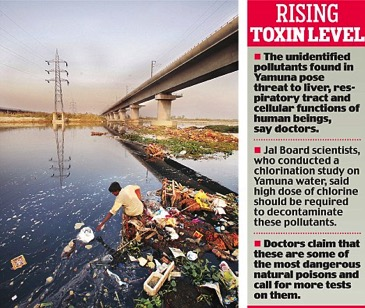 RISING
TOXIN LEVEL
■ The unidentified
pollutants found in
Yamuna pose
threat to liver, res-
piratory tract and
cellular functions of
human beings,
say doctors.
■ Jal Board scientists,
who conducted a
chlorination study on
Yamuna water, said
high dose of chlorine
should be required
to decontaminate
these pollutants.
■ Doctors claim that
these are some of
the most dangerous
natural poisons and
call for more tests
on them.